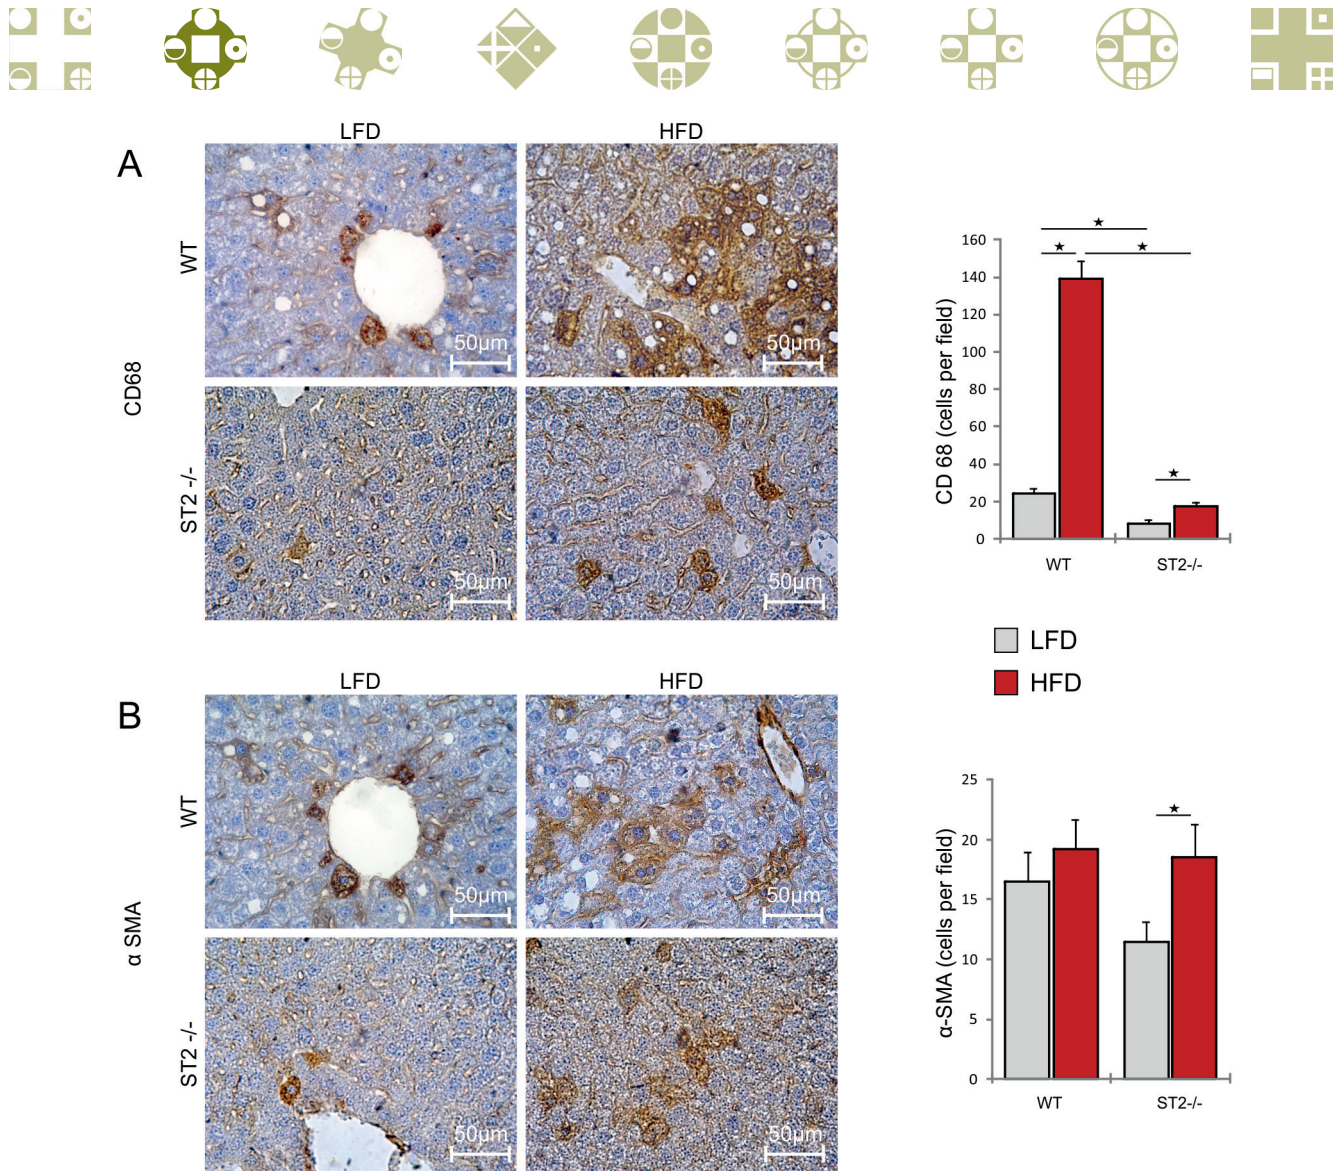 A
LFD
HFD
WT
50µm
50µm
CD68
ST2 -/-
50µm
50µm
★
★
★
★
CD 68 (cells per field)
160
140
120
100
80
60
40
20
0
WT
ST2-/-
LFD
HFD
B
LFD
HFD
WT
50µm
50µm
α SMA
ST2 -/-
50µm
50µm
★
α-SMA (cells per field)
25
20
15
10
5
0
WT
ST2-/-